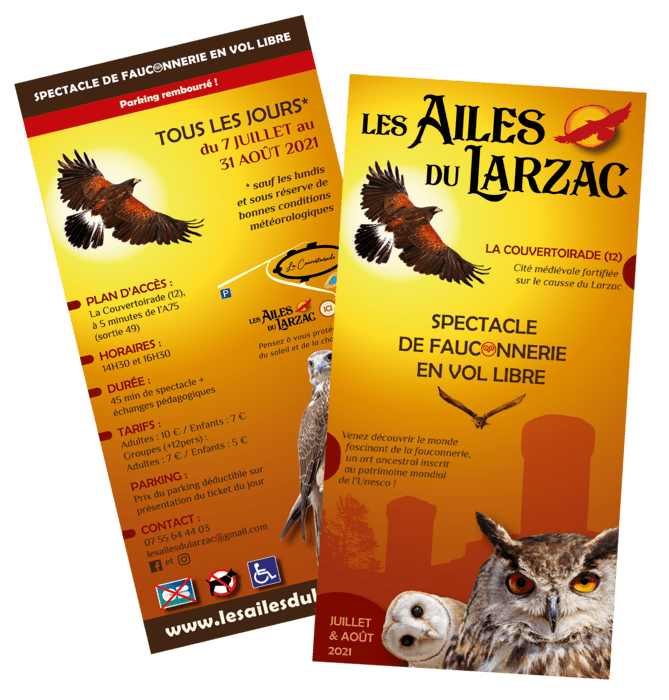 SPECTACLE DE FAUCONNERIE EN VOL LIBRE
Parking remboursé !
TOUS LES JOURS*
du 7 JUILLET au
31 AOÛT 2021
* sauf les lundis
et sous réserve de
bonnes conditions
météorologiques
La Couvertoirade
P
LES AILES
DU LARZAC
ICI
Pensez à vous
du soleil et de la
PLAN D'ACCÈS :
La Couvertoirade (12),
à 5 minutes de l'A75
(sortie 49)
HORAIRES :
14H30 et 16H30
DURÉE :
45 min de spectacle +
échanges pédagogiques
TARIFS :
Adultes : 10 € / Enfants : 7 €
Groupes (+12pers) :
Adultes : 7 € / Enfants : 5 €
PARKING :
Prix du parking déductible sur
présentation du ticket du jour
CONTACT :
07 55 64 44 03
lesailesdularzac@gmail.com
et
www.lesailesdul
LES AILES
DU LARZAC
LA COUVERTOIRADE (12)
Cité médiévale fortifiée
sur le causse du Larzac
SPECTACLE
DE FAUCONNERIE
EN VOL LIBRE
Venez découvrir le monde
fascinant de la fauconnerie,
un art ancestral inscrit
au patrimoine mondial
de l'Unesco !
JUILLET
& AOÛT
2021